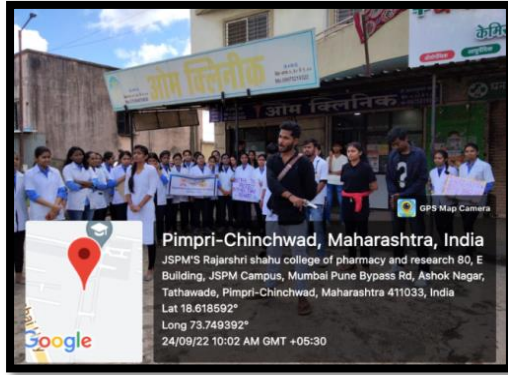 ओम क्लिनीक
केमि
ओम क्लिनिक
GPS Map Camera
Pimpri-Chinchwad, Maharashtra, India
JSPM'S Rajarshri shahu college of pharmacy and research 80, E
Building, JSPM Campus, Mumbai Pune Bypass Rd, Ashok Nagar,
Tathawade, Pimpri-Chinchwad, Maharashtra 411033, India
Lat 18.618592°
Long 73.749392°
24/09/22 10:02 AM GMT +05:30
Google